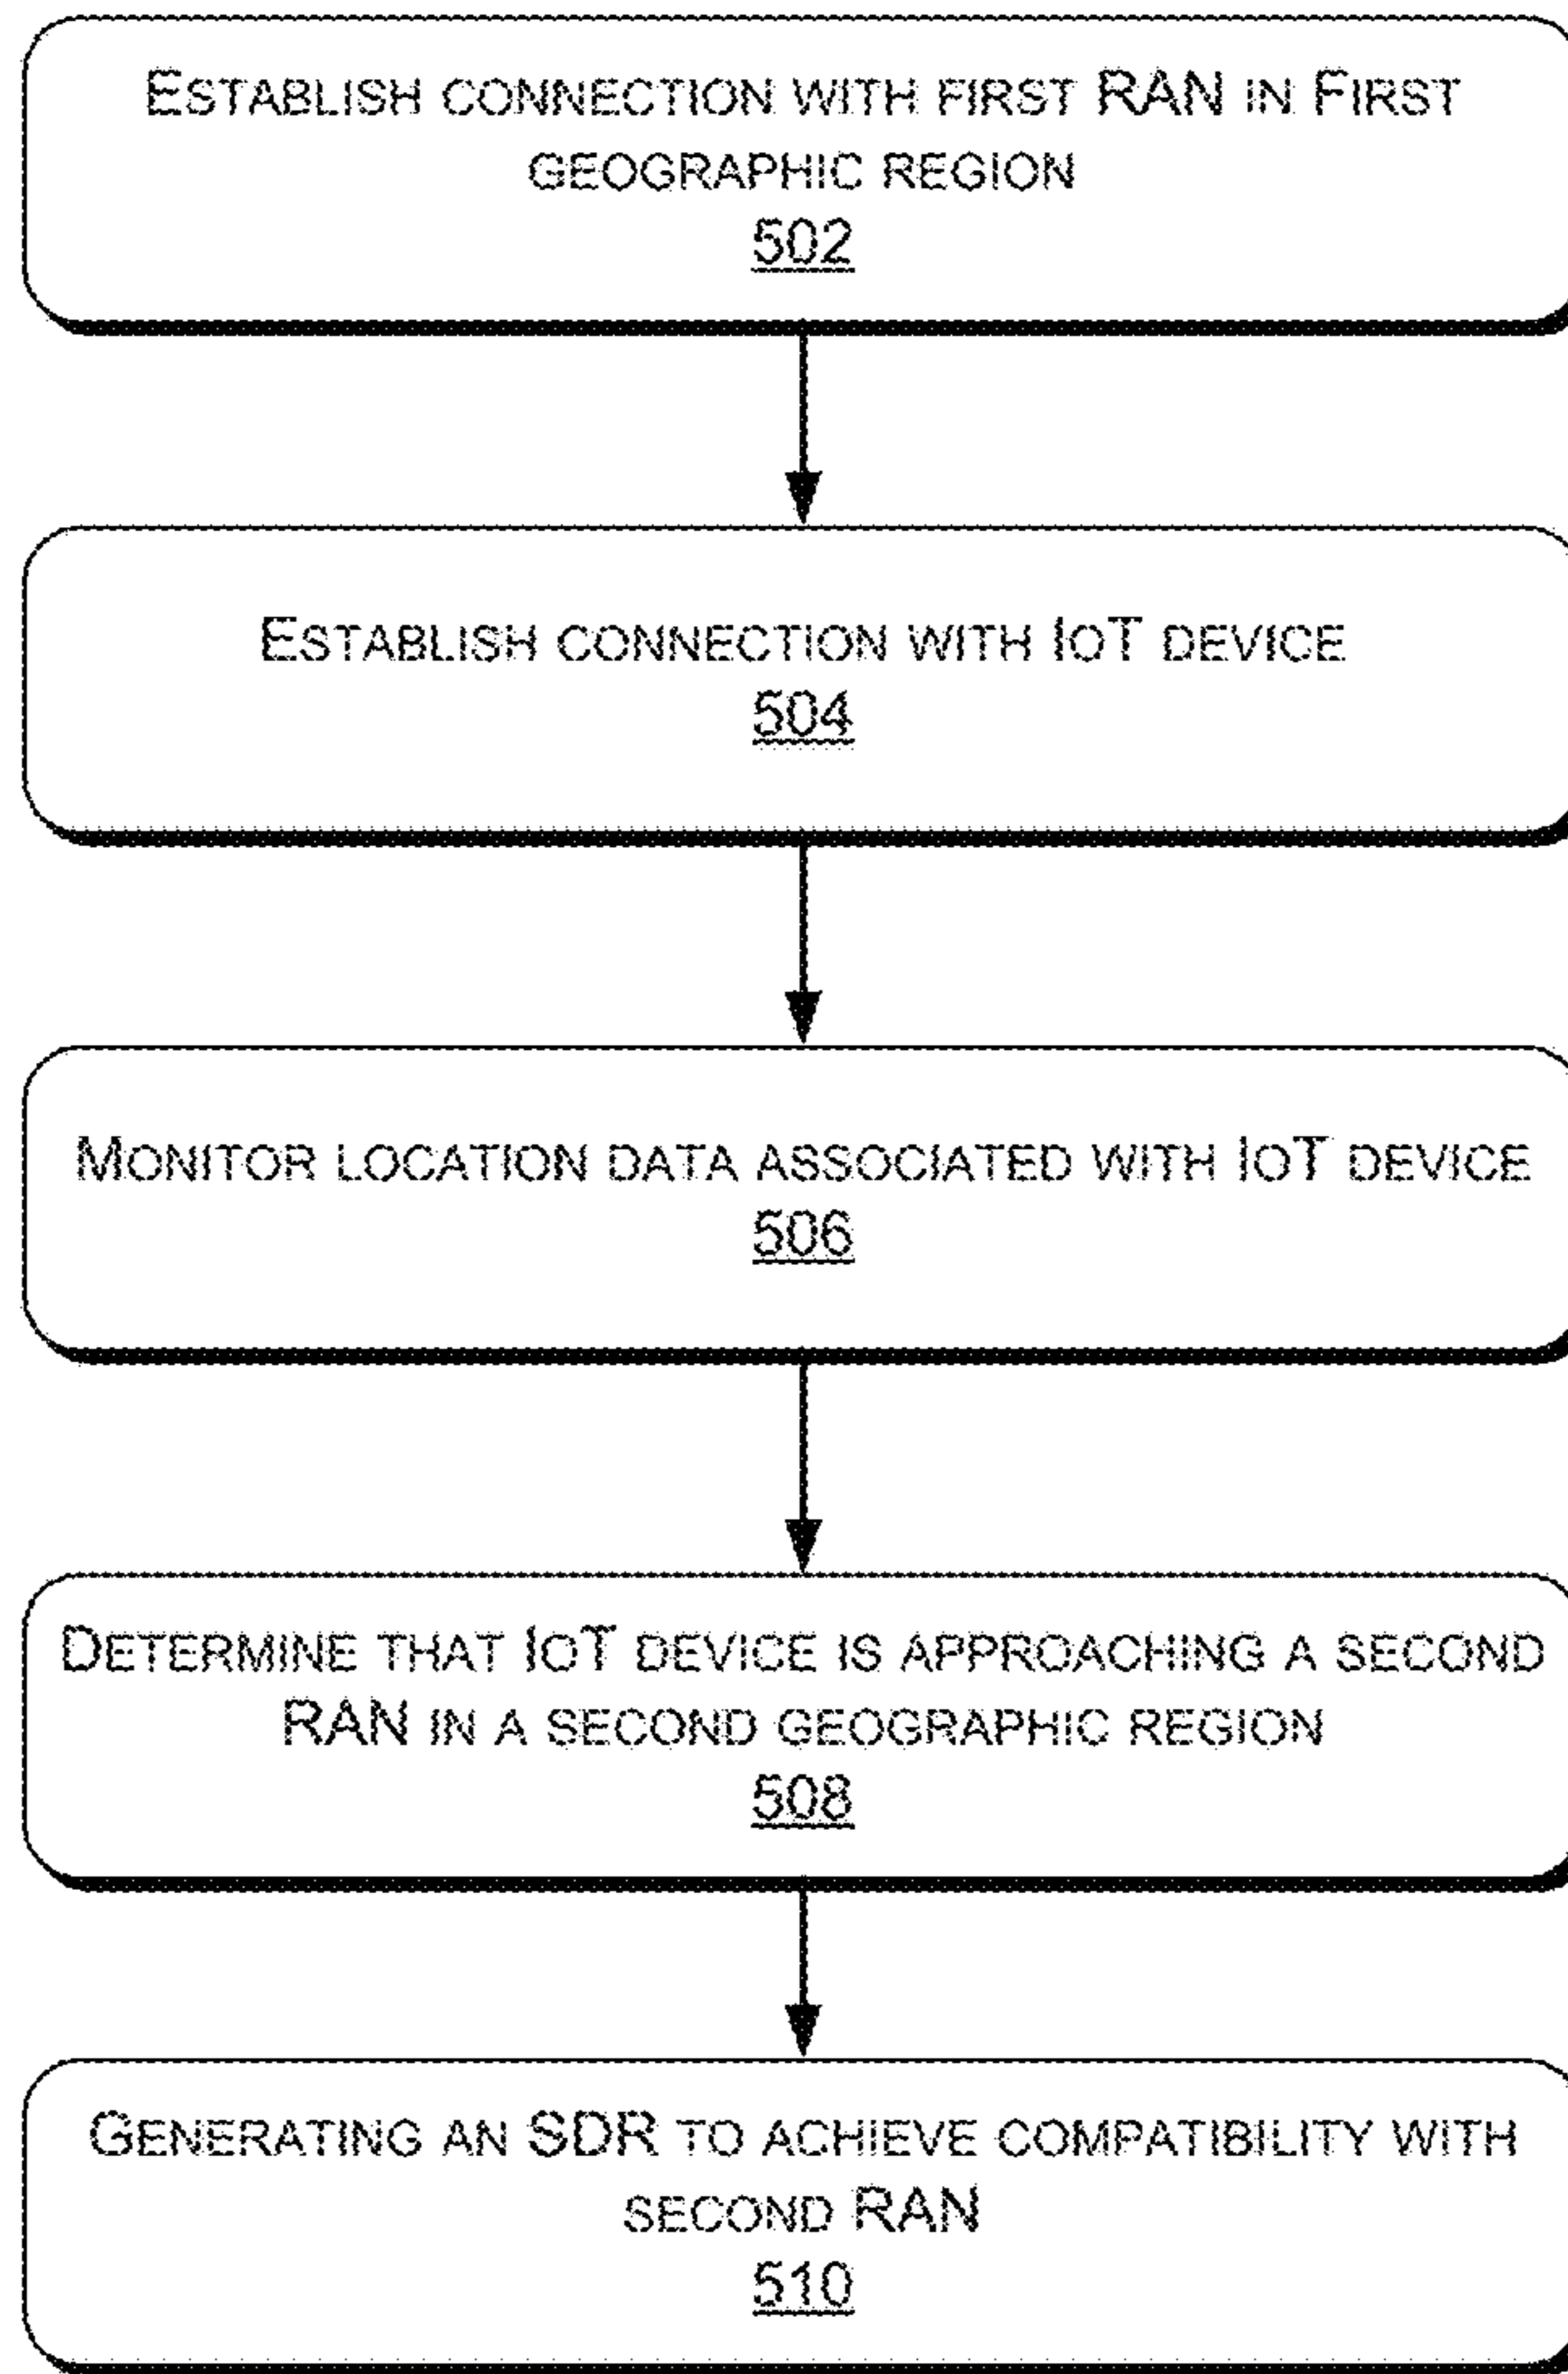 ESTABLISH CONNECTION WITH FIRST RAN IN FIRST
GEOGRAPHIC REGION
502
ESTABLISH CONNECTION WITH IOT DEVICE
504
MONITOR LOCATION DATA ASSOCIATED WITH IOT DEVICE
506
DETERMINE THAT IOT DEVICE IS APPROACHING A SECOND
RAN IN A SECOND GEOGRAPHIC REGION
508
GENERATING AN SDR TO ACHIEVE COMPATIBILITY WITH
SECOND RAN
510